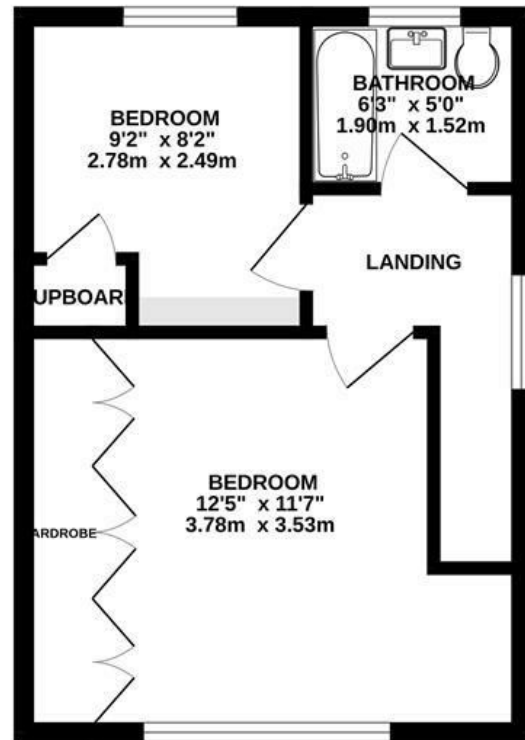 BEDROOM
9'2" x 8'2"
2.78m x 2.49m
BATHROOM
6'3" x 5'0"
1.90m x 1.52m
LANDING
UPBOAR
BEDROOM
12'5" x 11'7"
3.78m x 3.53m
ARDROBE